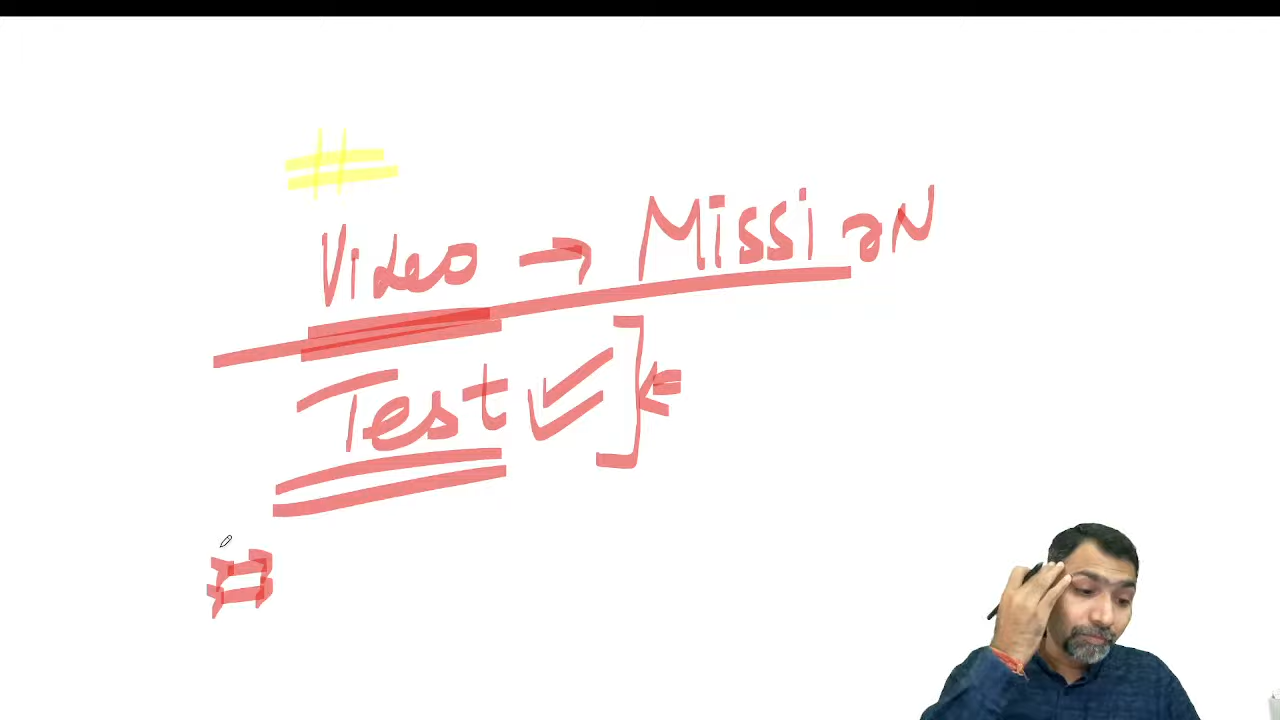 #
Video → MissioN
Test ✓
#